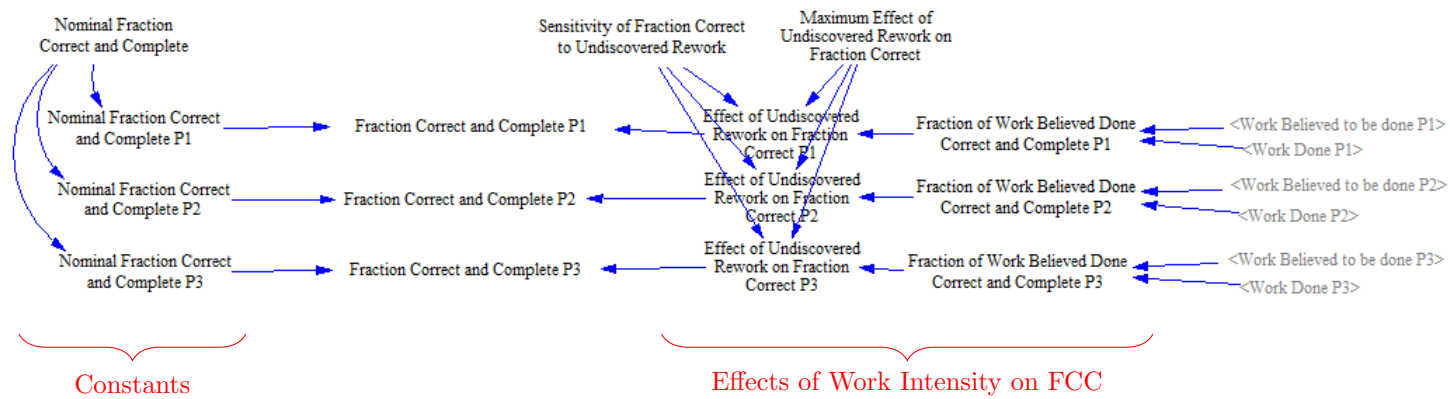 Nominal Fraction
Correct and Complete
Sensitivity of Fraction Correct
to Undiscovered Rework
Maximum Effect of
Undiscovered Rework on
Fraction Correct
Nominal Fraction Correct
and Complete P1
Fraction Correct and Complete P1
Effect of Undiscovered
Rework on Fraction
Correct P1
Fraction of Work Believed Done
Correct and Complete P1
<Work Believed to be done P1>
<Work Done P1>
Nominal Fraction Correct
and Complete P2
Fraction Correct and Complete P2
Effect of Undiscovered
Rework on Fraction
Correct P2
Fraction of Work Believed Done
Correct and Complete P2
<Work Believed to be done P2>
<Work Done P2>
Nominal Fraction Correct
and Complete P3
Fraction Correct and Complete P3
Effect of Undiscovered
Rework on Fraction
Correct P3
Fraction of Work Believed Done
Correct and Complete P3
<Work Believed to be done P3>
<Work Done P3>
Constants
Effects of Work Intensity on FCC